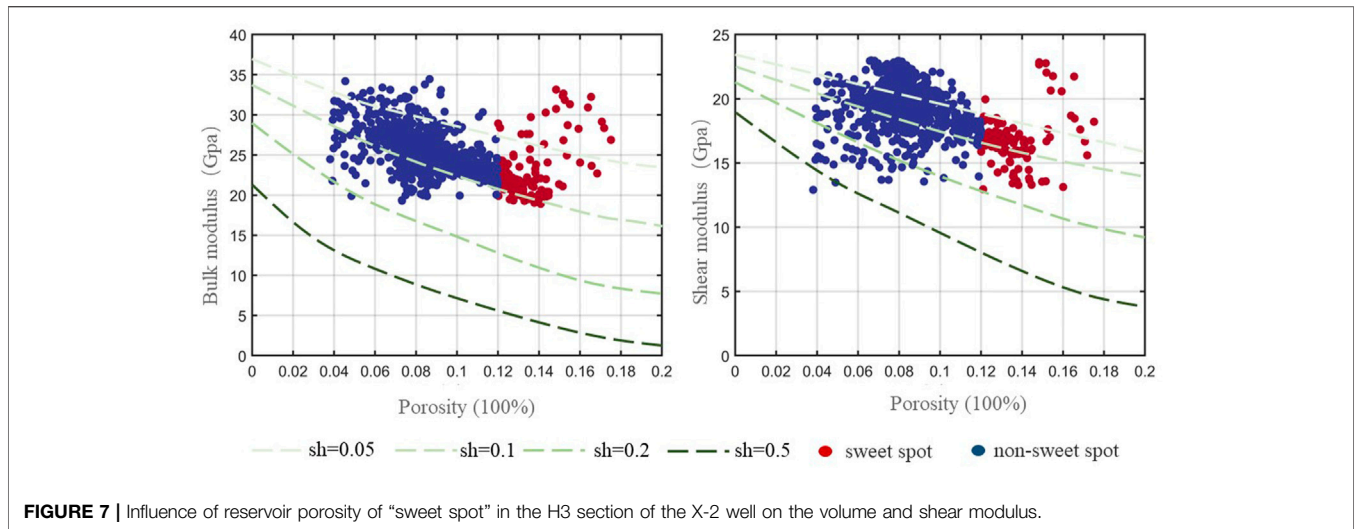 40
35
30
25
20
15
10
5
0
Bulk modulus (Gpa)
0 0.02 0.04 0.06 0.08 0.1 0.12 0.14 0.16 0.18 0.2
Porosity (100%)
25
20
15
10
5
0
Shear modulus (Gpa)
0 0.02 0.04 0.06 0.08 0.1 0.12 0.14 0.16 0.18 0.2
Porosity (100%)
sh=0.05 sh=0.1 sh=0.2 sh=0.5 sweet spot non-sweet spot
FIGURE 7 | Influence of reservoir porosity of “sweet spot” in the H3 section of the X-2 well on the volume and shear modulus.